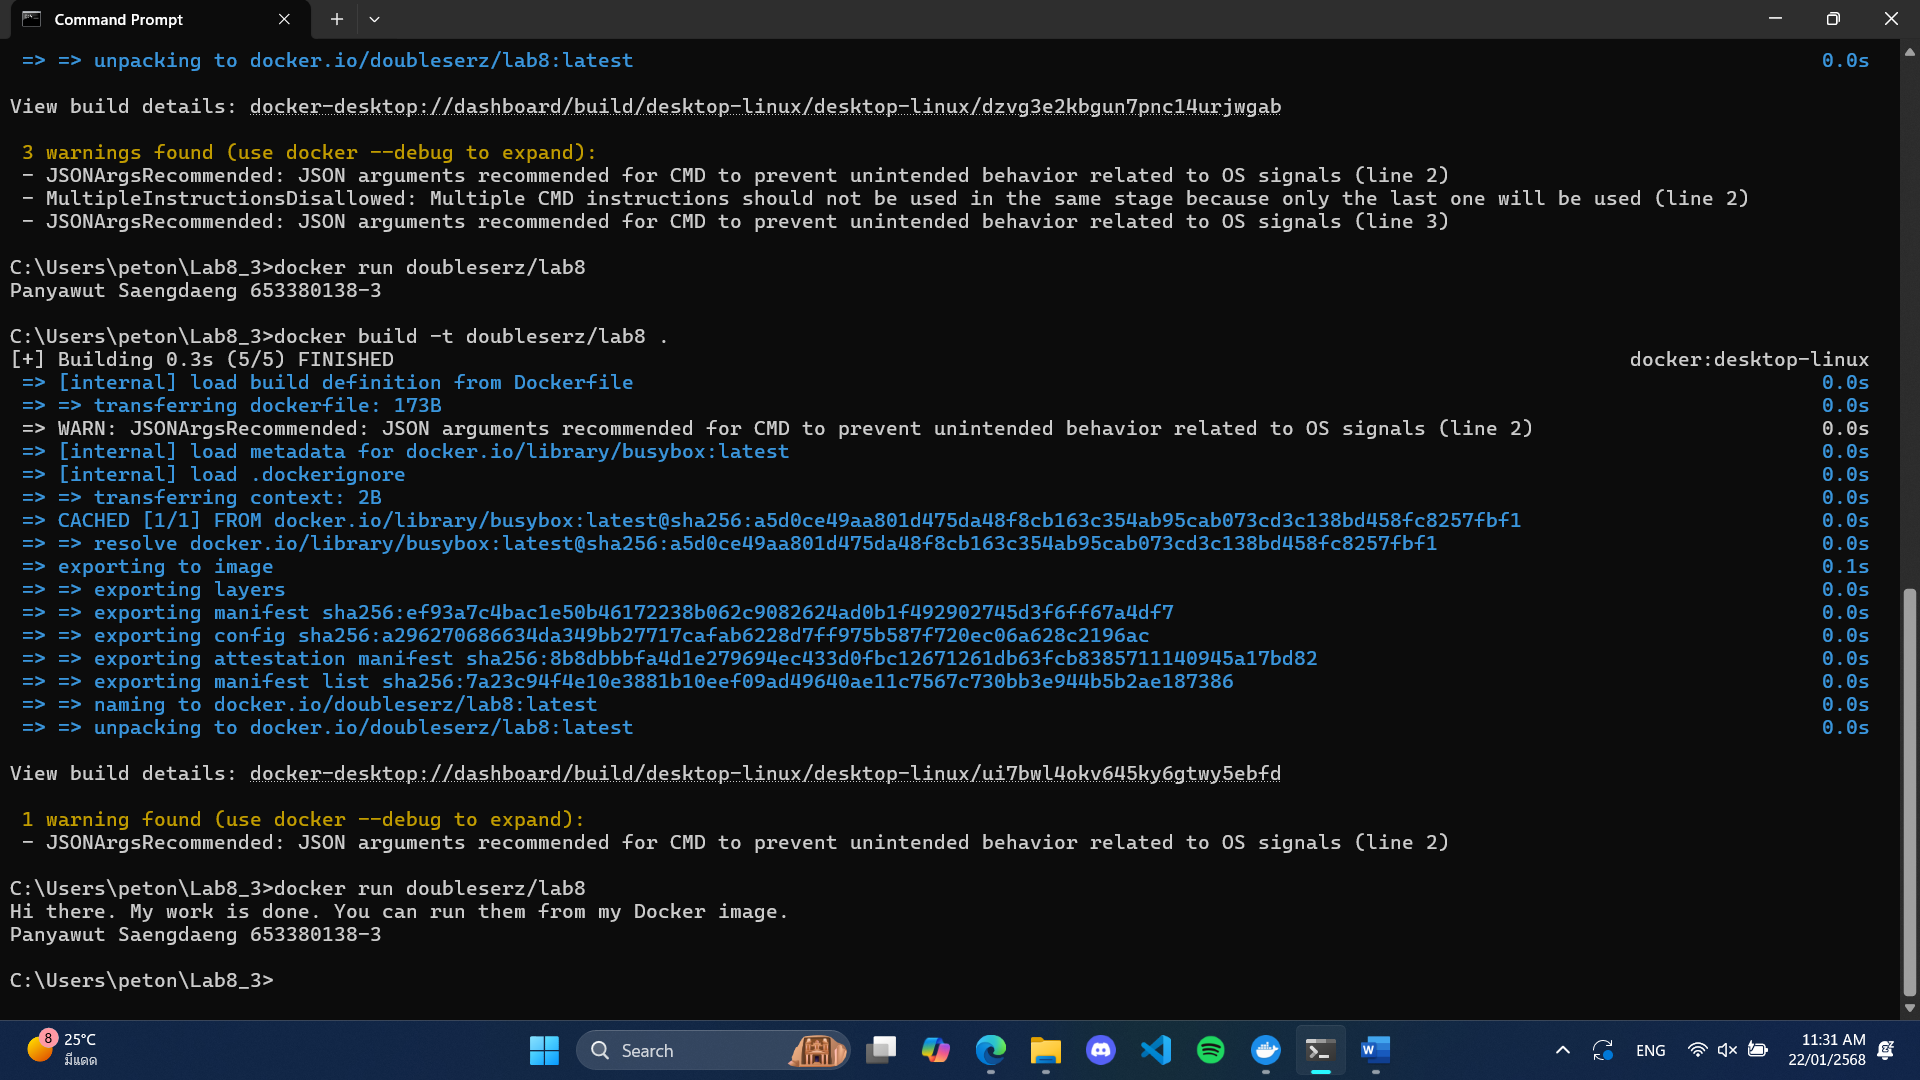 Command Prompt
=> => unpacking to docker.io/doubleserz/lab8:latest 0.0s
View build details: docker-desktop://dashboard/build/desktop-linux/desktop-linux/dzvg3e2kbgun7pnc14urjwgab
3 warnings found (use docker --debug to expand):
- JSONArgsRecommended: JSON arguments recommended for CMD to prevent unintended behavior related to OS signals (line 2)
- MultipleInstructionsDisallowed: Multiple CMD instructions should not be used in the same stage because only the last one will be used (line 2)
- JSONArgsRecommended: JSON arguments recommended for CMD to prevent unintended behavior related to OS signals (line 3)
C:\Users\peton\Lab8_3>docker run doubleserz/lab8
Panyawut Saengdaeng 653380138-3
C:\Users\peton\Lab8_3>docker build -t doubleserz/lab8 .
[+] Building 0.3s (5/5) FINISHED docker:desktop-linux
=> [internal] load build definition from Dockerfile 0.0s
=> => transferring dockerfile: 173B 0.0s
=> WARN: JSONArgsRecommended: JSON arguments recommended for CMD to prevent unintended behavior related to OS signals (line 2) 0.0s
=> [internal] load metadata for docker.io/library/busybox:latest 0.0s
=> [internal] load .dockerignore 0.0s
=> => transferring context: 2B 0.0s
=> CACHED [1/1] FROM docker.io/library/busybox:latest@sha256:a5d0ce49aa801d475da48f8cb163c354ab95cab073cd3c138bd458fc8257fbf1 0.0s
=> => resolve docker.io/library/busybox:latest@sha256:a5d0ce49aa801d475da48f8cb163c354ab95cab073cd3c138bd458fc8257fbf1 0.0s
=> exporting to image 0.1s
=> => exporting layers 0.0s
=> => exporting manifest sha256:ef93a7c4bac1e50b46172238b062c9082624ad0b1f492902745d3f6ff67a4df7 0.0s
=> => exporting config sha256:a296270686634da349bb27717cafab6228d7ff975b587f720ec06a628c2196ac 0.0s
=> => exporting attestation manifest sha256:8b8dbbbfa4d1e279694ec433d0fbc12671261db63fcb8385711140945a17bd82 0.0s
=> => exporting manifest list sha256:7a23c94f4e10e3881b10eef09ad49640ae11c7567c730bb3e944b5b2ae187386 0.0s
=> => naming to docker.io/doubleserz/lab8:latest 0.0s
=> => unpacking to docker.io/doubleserz/lab8:latest 0.0s
View build details: docker-desktop://dashboard/build/desktop-linux/desktop-linux/ui7bwl4okv645ky6gtwy5ebfd
1 warning found (use docker --debug to expand):
- JSONArgsRecommended: JSON arguments recommended for CMD to prevent unintended behavior related to OS signals (line 2)
C:\Users\peton\Lab8_3>docker run doubleserz/lab8
Hi there. My work is done. You can run them from my Docker image.
Panyawut Saengdaeng 653380138-3
C:\Users\peton\Lab8_3>
8 25°C
มีแดด
Search
ENG
11:31 AM
22/01/2568